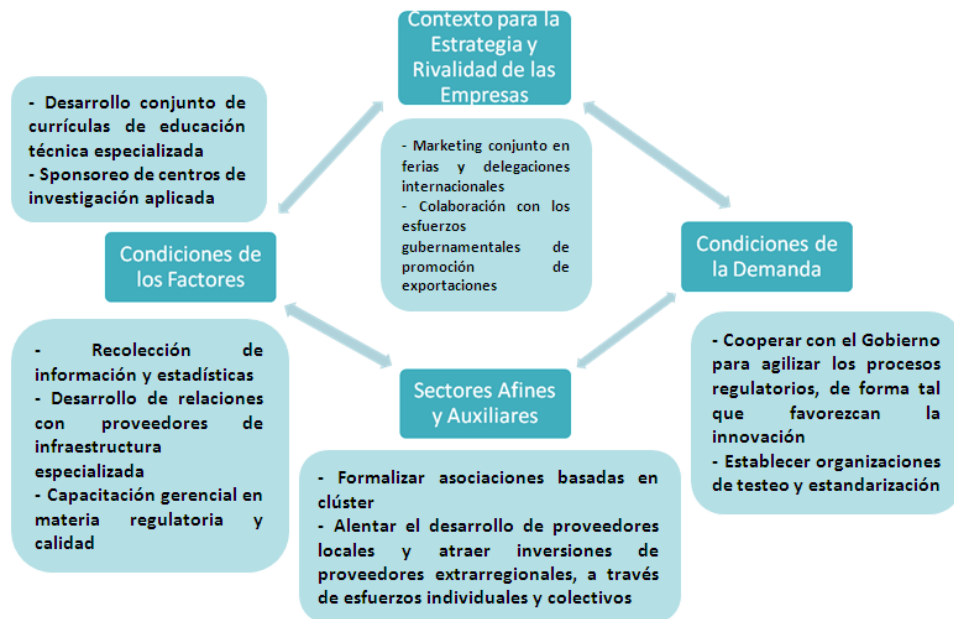 Contexto para la
Estrategia y
Rivalidad de las
Empresas
- Desarrollo conjunto de
currículas de educación
técnica especializada
- Sponsoreo de centros de
investigación aplicada
- Marketing conjunto en
ferias y delegaciones
internacionales
- Colaboración con los
esfuerzos
gubernamentales de
promoción de
exportaciones
Condiciones de
los Factores
Condiciones de
la Demanda
- Recolección de
información y estadísticas
- Desarrollo de relaciones
con proveedores de
infraestructura
especializada
- Capacitación gerencial en
materia regulatoria y
calidad
Sectores Afines
y Auxiliares
- Cooperar con el Gobierno
para agilizar los procesos
regulatorios, de forma tal
que favorezcan la
innovación
- Establecer organizaciones
de testeo y estandarización
- Formalizar asociaciones basadas en
clúster
- Alentar el desarrollo de proveedores
locales y atraer inversiones de
proveedores extrarregionales, a través
de esfuerzos individuales y colectivos